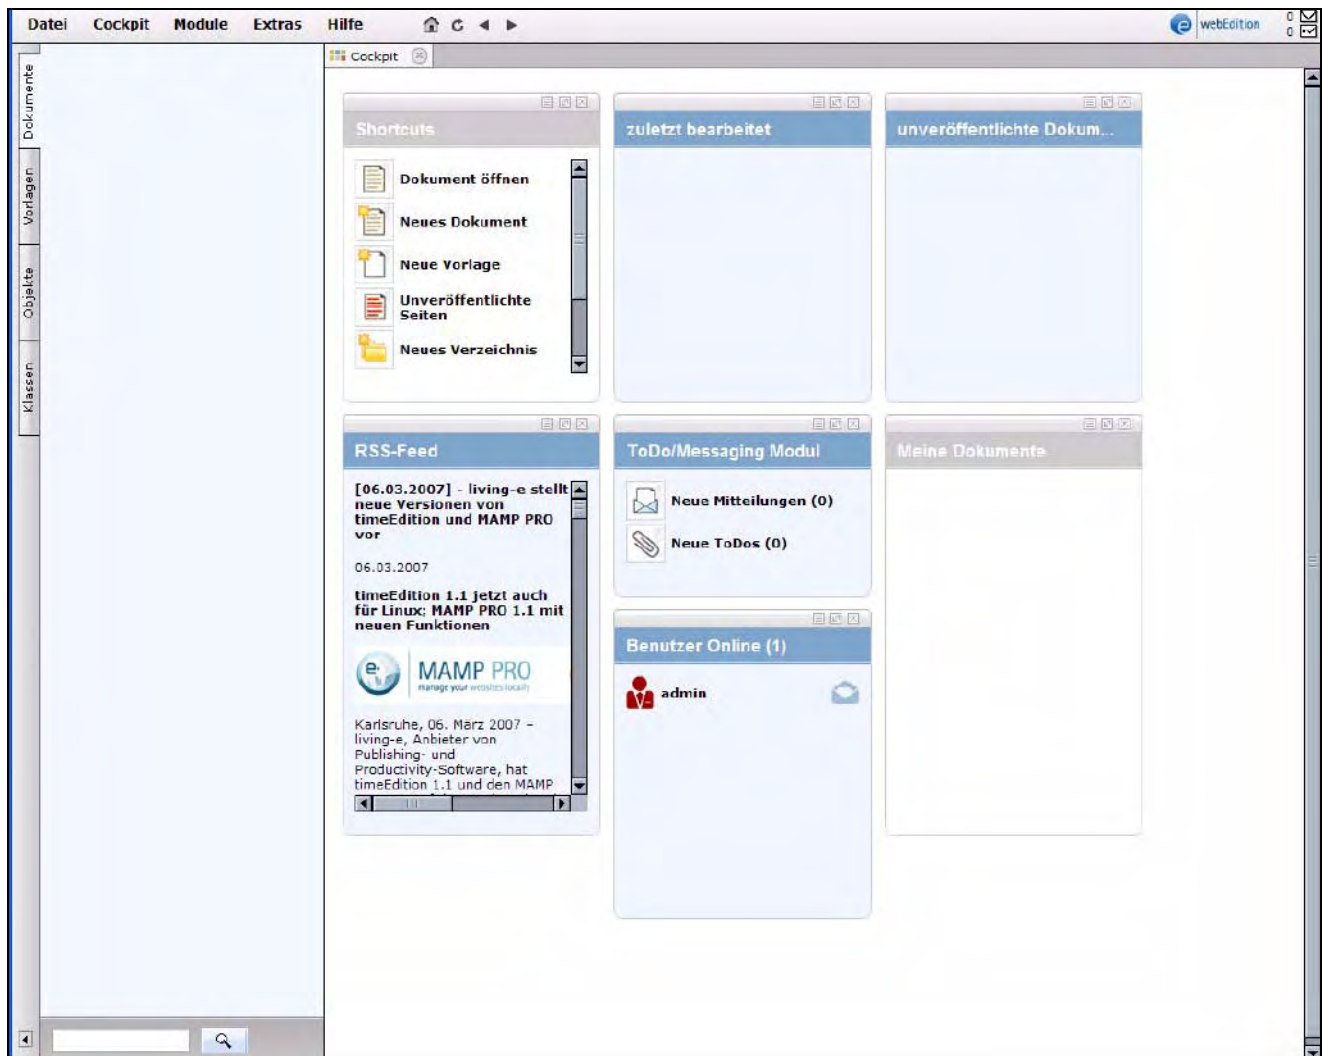 Datei Cockpit Module Extras Hilfe
webEdition
0
0
Dokumente
Vorlagen
Objekte
Klassen
Cockpit
Shortcuts
Dokument öffnen
Neues Dokument
Neue Vorlage
Unveröffentlichte
Seiten
Neues Verzeichnis
zuletzt bearbeitet
unveröffentlichte Dokum...
RSS-Feed
[06.03.2007] - living-e stellt
neue Versionen von
timeEdition und MAMP PRO
vor
06.03.2007
timeEdition 1.1 jetzt auch
für Linux; MAMP PRO 1.1 mit
neuen Funktionen
e.
MAMP PRO
manage your websites locally
Karlsruhe, 06. März 2007 –
living-e, Anbieter von
Publishing- und
Productivity-Software, hat
timeEdition 1.1 und den MAMP
ToDo/Messaging Modul
Neue Mitteilungen (0)
Neue ToDos (0)
Benutzer Online (1)
admin
Meine Dokumente